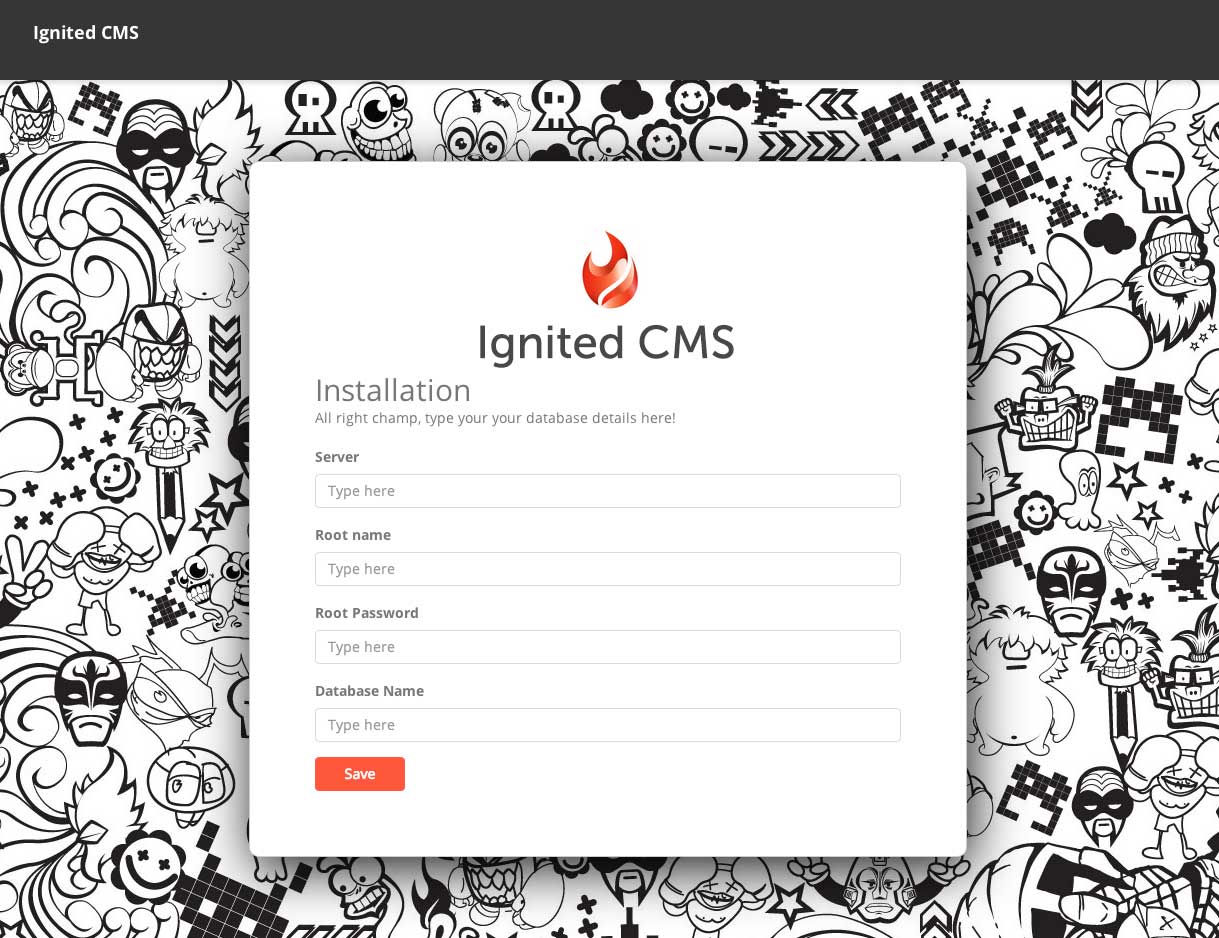 Ignited CMS
Ignited CMS
Installation
All right champ, type your your database details here!
Server
Type here
Root name
Type here
Root Password
Type here
Database Name
Type here
Save